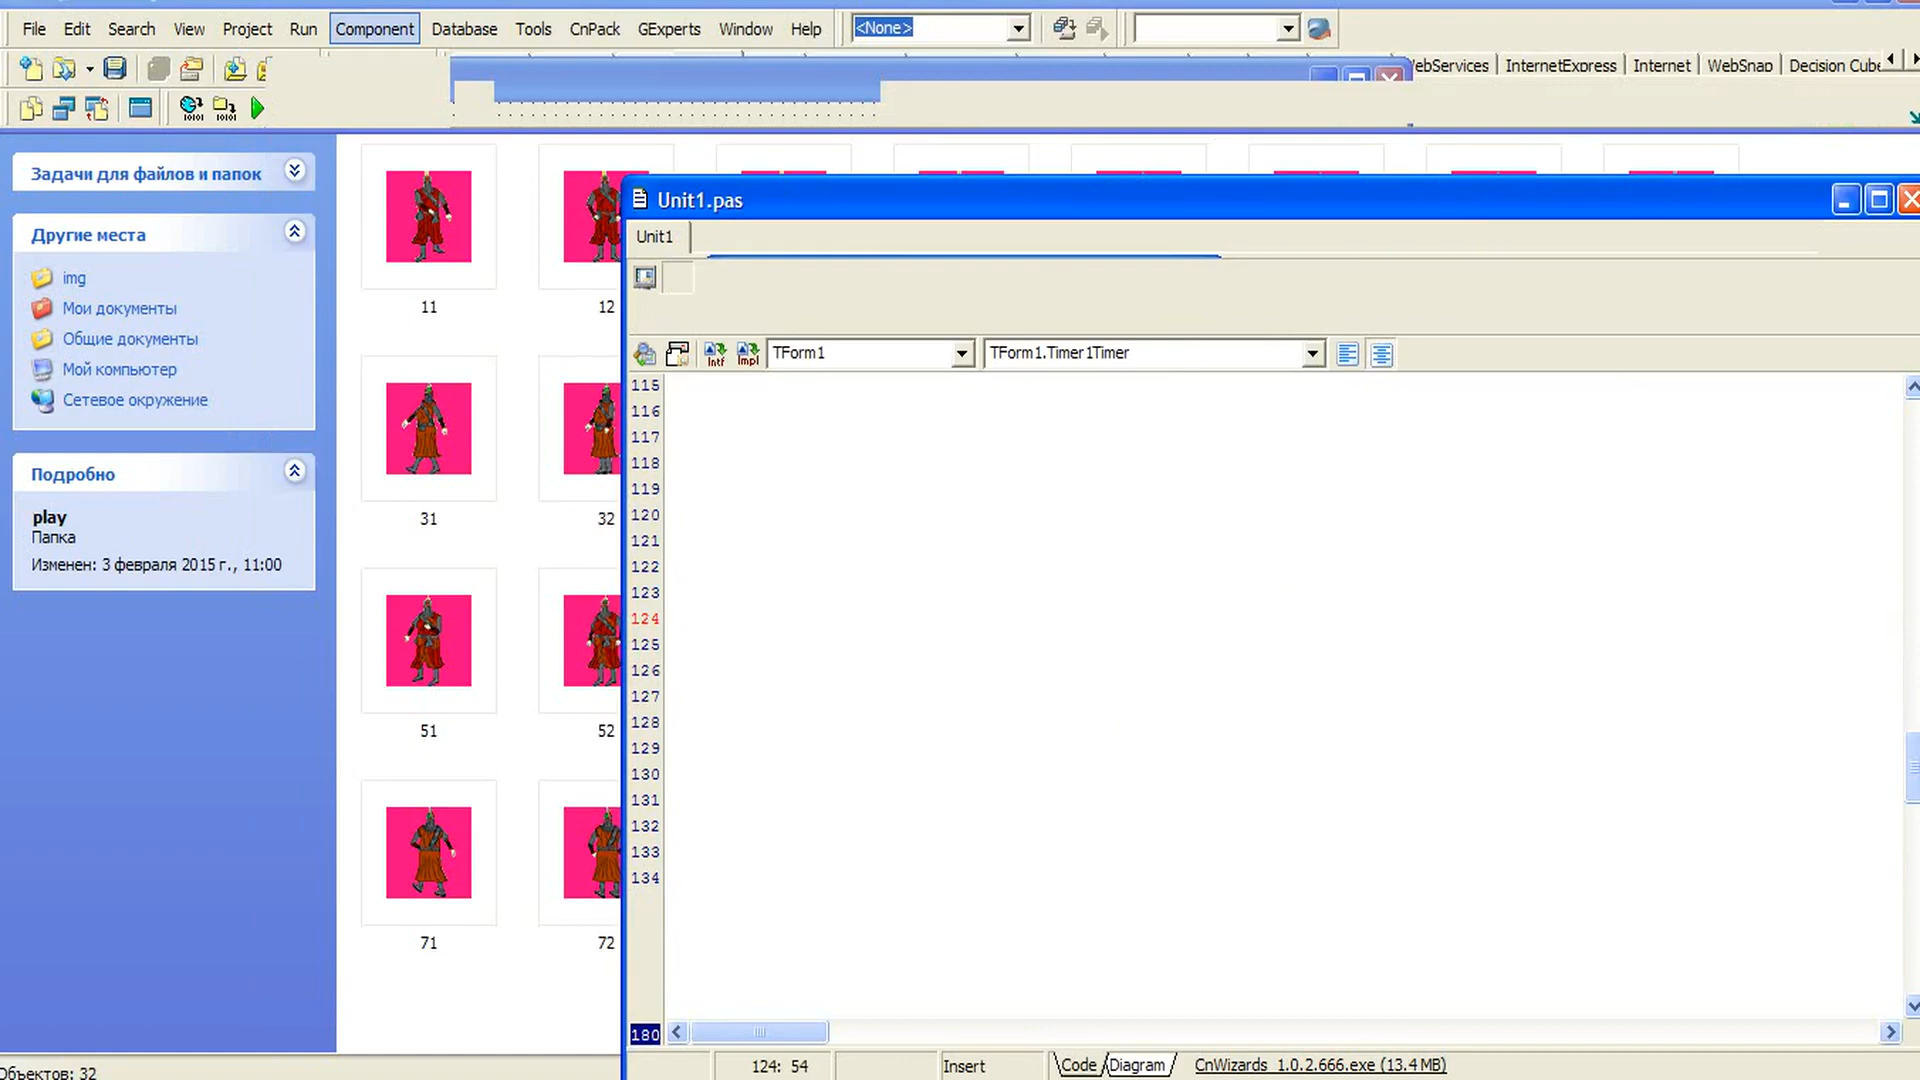 File Edit Search View Project Run Component Database Tools CnPack GExperts Window Help <None>
WebServices InternetExpress Internet WebSnap Decision Cube
Задачи для файлов и папок
Другие места
img
Мои документы
Общие документы
Мой компьютер
Сетевое окружение
Подробно
play
Папка
Изменен: 3 февраля 2015 г., 11:00
11
12
31
32
51
52
71
72
Unit1.pas
Unit1
Intf Impl TForm1 TForm1.Timer1Timer
115
116
117
118
119
120
121
122
123
124
125
126
127
128
129
130
131
132
133
134
180
124: 54 Insert Code Diagram CnWizards_1.0.2.666.exe (13.4 MB)
Объектов: 32